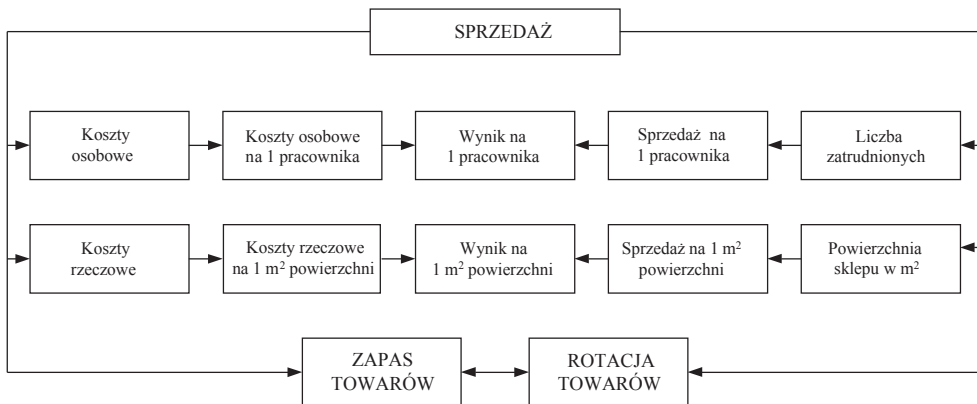 SPRZEDAŻ
Koszty
osobowe
Koszty osobowe
na 1 pracownika
Wynik na
1 pracownika
Sprzedaż na
1 pracownika
Liczba
zatrudnionych
Koszty
rzeczowe
Koszty rzeczowe
na 1 m² powierzchni
Wynik na
1 m² powierzchni
Sprzedaż na 1 m²
powierzchni
Powierzchnia
sklepu w m²
ZAPAS
TOWARÓW
ROTACJA
TOWARÓW